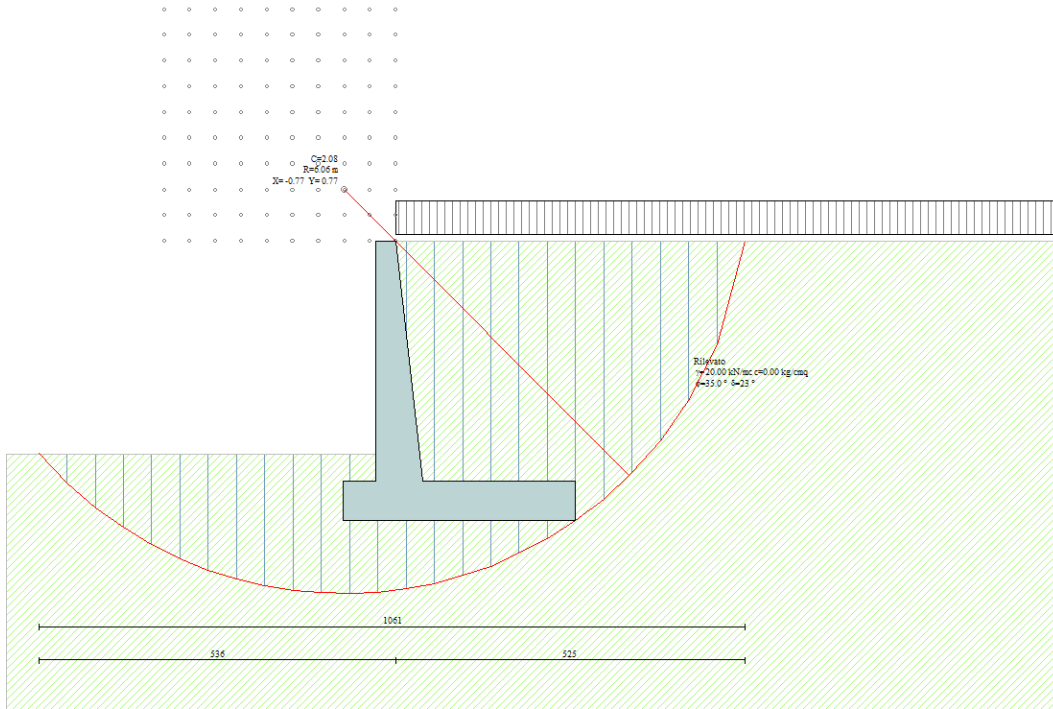 C=2.08
R=6.06 m
X= -0.77 Y= 0.77
Rilevato
γ=20.00 kN/mc c=0.00 kg/cmq
φ=35.0 ° δ=23 °
1061
536
525